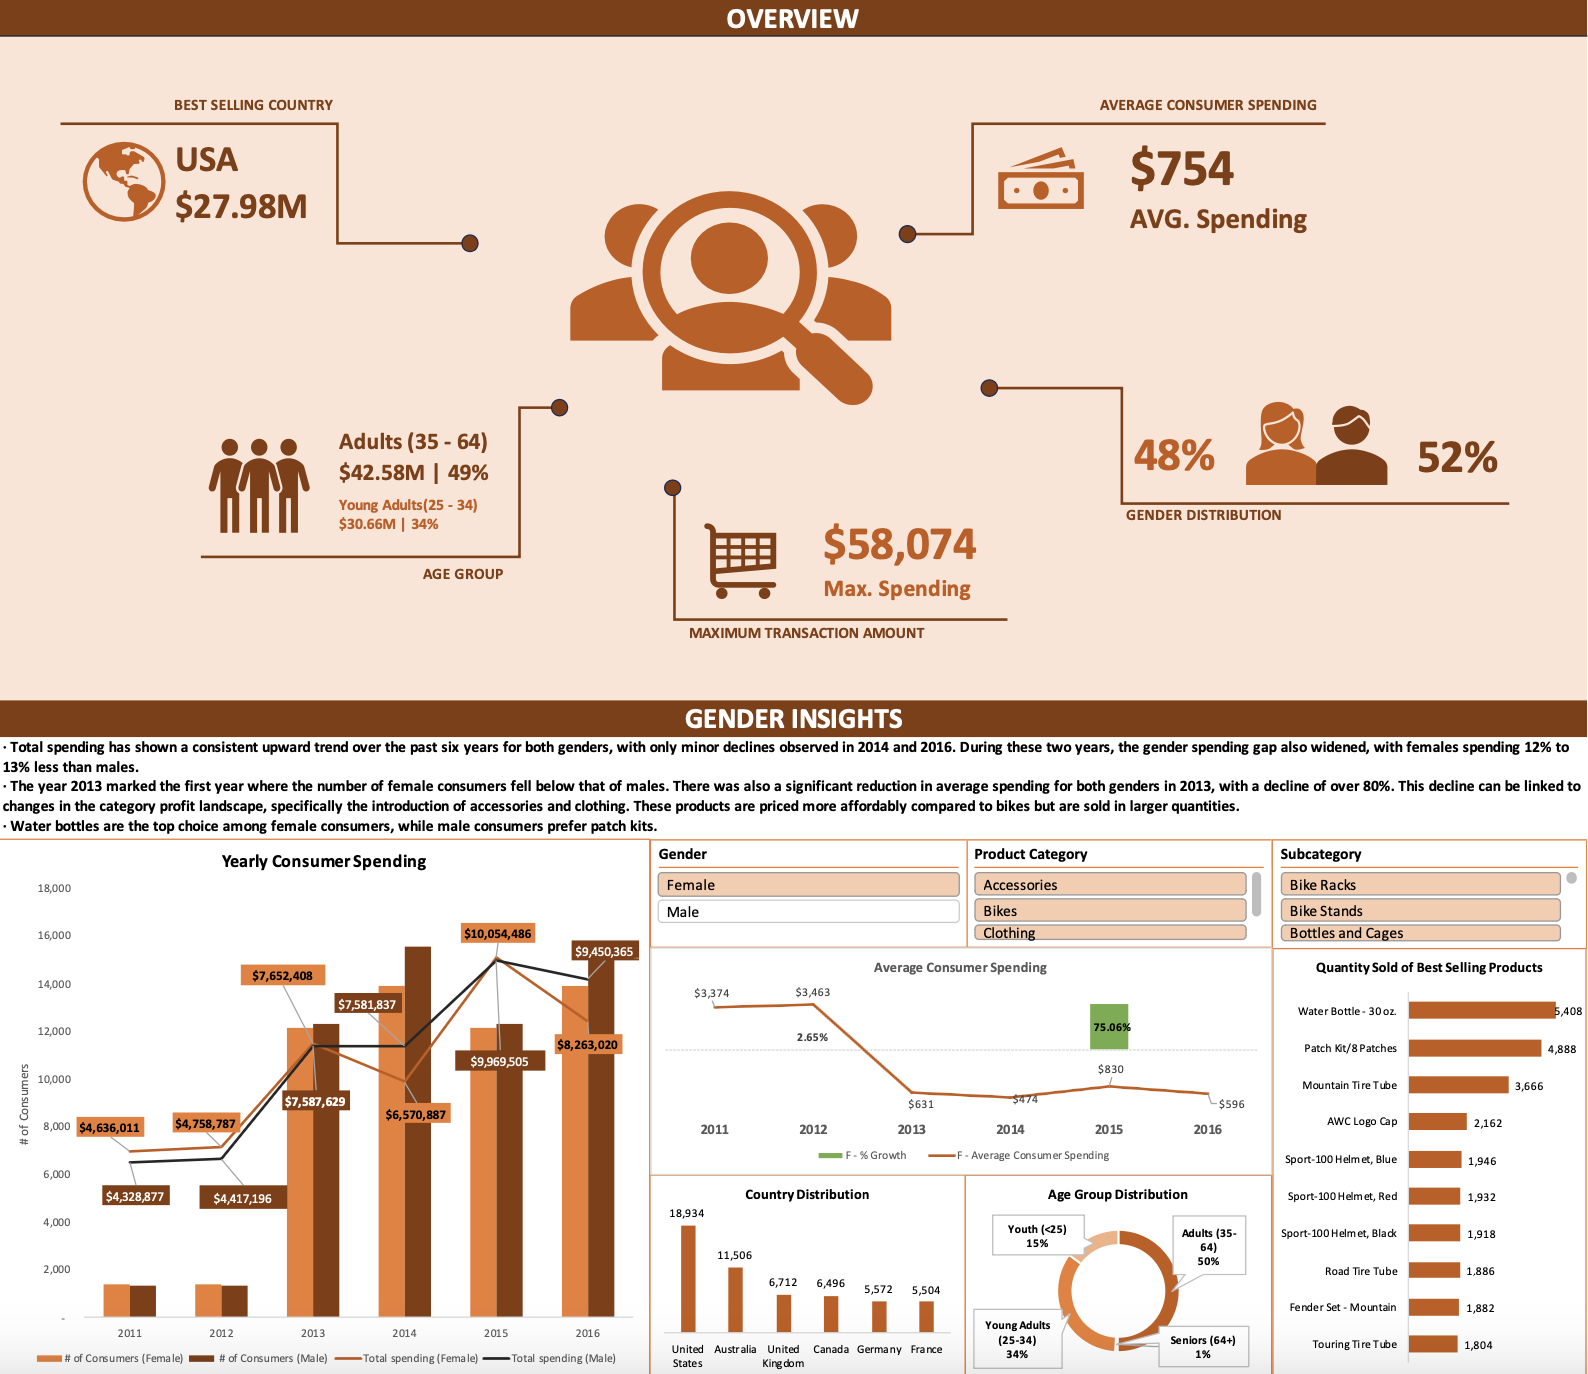 OVERVIEW
BEST SELLING COUNTRY
USA
$27.98M
AVERAGE CONSUMER SPENDING
$754
AVG. Spending
Adults (35 - 64)
$42.58M | 49%
Young Adults(25 - 34)
$30.66M | 34%
AGE GROUP
48%
52%
GENDER DISTRIBUTION
$58,074
Max. Spending
MAXIMUM TRANSACTION AMOUNT
GENDER INSIGHTS
· Total spending has shown a consistent upward trend over the past six years for both genders, with only minor declines observed in 2014 and 2016. During these two years, the gender spending gap also widened, with females spending 12% to
13% less than males.
· The year 2013 marked the first year where the number of female consumers fell below that of males. There was also a significant reduction in average spending for both genders in 2013, with a decline of over 80%. This decline can be linked to
changes in the category profit landscape, specifically the introduction of accessories and clothing. These products are priced more affordably compared to bikes but are sold in larger quantities.
· Water bottles are the top choice among female consumers, while male consumers prefer patch kits.
Yearly Consumer Spending
# of Consumers
18,000
16,000
14,000
12,000
10,000
8,000
6,000
4,000
2,000
-
$4,636,011
$4,758,787
$7,652,408
$6,570,887
$10,054,486
$8,263,020
$4,328,877
$4,417,196
$7,587,629
$7,581,837
$9,969,505
$9,450,365
2011 2012 2013 2014 2015 2016
# of Consumers (Female) # of Consumers (Male) Total spending (Female) Total spending (Male)
Gender
Female
Male
Product Category
Accessories
Bikes
Clothing
Subcategory
Bike Racks
Bike Stands
Bottles and Cages
Average Consumer Spending
$3,374
$3,463
2.65%
75.06%
$631
$474
$830
$596
2011 2012 2013 2014 2015 2016
F - % Growth F - Average Consumer Spending
Country Distribution
18,934
11,506
6,712
6,496
5,572
5,504
United States
Australia
United Kingdom
Canada
Germany
France
Age Group Distribution
Youth (<25)
15%
Adults (35-
64)
50%
Young Adults
(25-34)
34%
Seniors (64+)
1%
Quantity Sold of Best Selling Products
Water Bottle - 30 oz. 5,408
Patch Kit/8 Patches 4,888
Mountain Tire Tube 3,666
AWC Logo Cap 2,162
Sport-100 Helmet, Blue 1,946
Sport-100 Helmet, Red 1,932
Sport-100 Helmet, Black 1,918
Road Tire Tube 1,886
Fender Set - Mountain 1,882
Touring Tire Tube 1,804